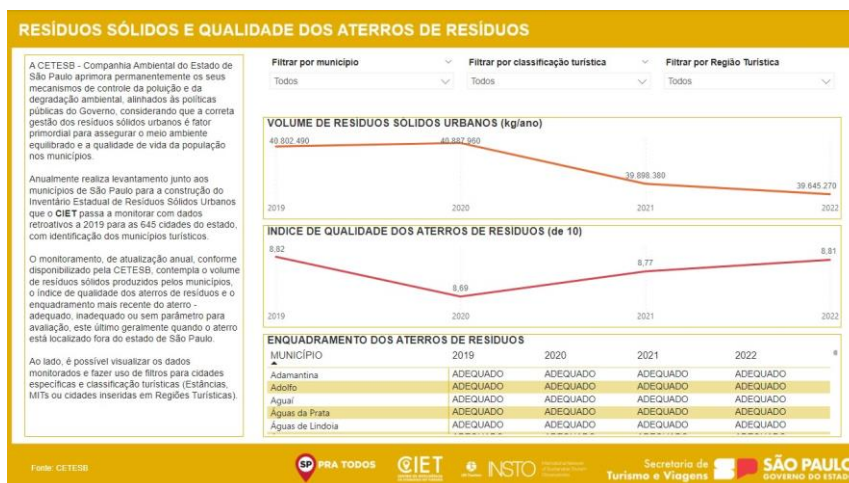 RESÍDUOS SÓLIDOS E QUALIDADE DOS ATERROS DE RESÍDUOS
A CETESB - Companhia Ambiental do Estado de
São Paulo aprimora permanentemente os seus
mecanismos de controle da poluição e da
degradação ambiental, alinhados às políticas
públicas do Governo, considerando que a correta
gestão dos resíduos sólidos urbanos é fator
primordial para assegurar o meio ambiente
equilibrado e a qualidade de vida da população
nos municípios.
Anualmente realiza levantamento junto aos
municípios de São Paulo para a construção do
Inventário Estadual de Resíduos Sólidos Urbanos
que o CIET passa a monitorar com dados
retroativos a 2019 para as 645 cidades do estado,
com identificação dos municípios turísticos.
O monitoramento, de atualização anual, conforme
disponibilizado pela CETESB, contempla o volume
de resíduos sólidos produzidos pelos municípios,
o índice de qualidade dos aterros de resíduos e o
enquadramento mais recente do aterro -
adequado, inadequado ou sem parâmetro para
avaliação, este último geralmente quando o aterro
está localizado fora do estado de São Paulo.
Ao lado, é possível visualizar os dados
monitorados e fazer uso de filtros para cidades
específicas e classificação turísticas (Estâncias,
MITs ou cidades inseridas em Regiões Turísticas).
Filtrar por município
Todos
Filtrar por classificação turística
Todos
Filtrar por Região Turística
Todos
VOLUME DE RESÍDUOS SÓLIDOS URBANOS (kg/ano)
40.802.490 40.887.960 39.898.380 39.645.270
2019 2020 2021 2022
ÍNDICE DE QUALIDADE DOS ATERROS DE RESÍDUOS (de 10)
8,82 8,69 8,77 8,81
2019 2020 2021 2022
ENQUADRAMENTO DOS ATERROS DE RESÍDUOS
MUNICÍPIO 2019 2020 2021 2022
Adamantina ADEQUADO ADEQUADO ADEQUADO ADEQUADO
Adolfo ADEQUADO ADEQUADO ADEQUADO ADEQUADO
Aguaí ADEQUADO ADEQUADO ADEQUADO ADEQUADO
Águas da Prata ADEQUADO ADEQUADO ADEQUADO ADEQUADO
Águas de Lindoia ADEQUADO ADEQUADO ADEQUADO ADEQUADO
Fonte: CETESB
SP PRA TODOS
CIET
INSTO
Secretaria de
Turismo e Viagens
SÃO PAULO
GOVERNO DO ESTADO